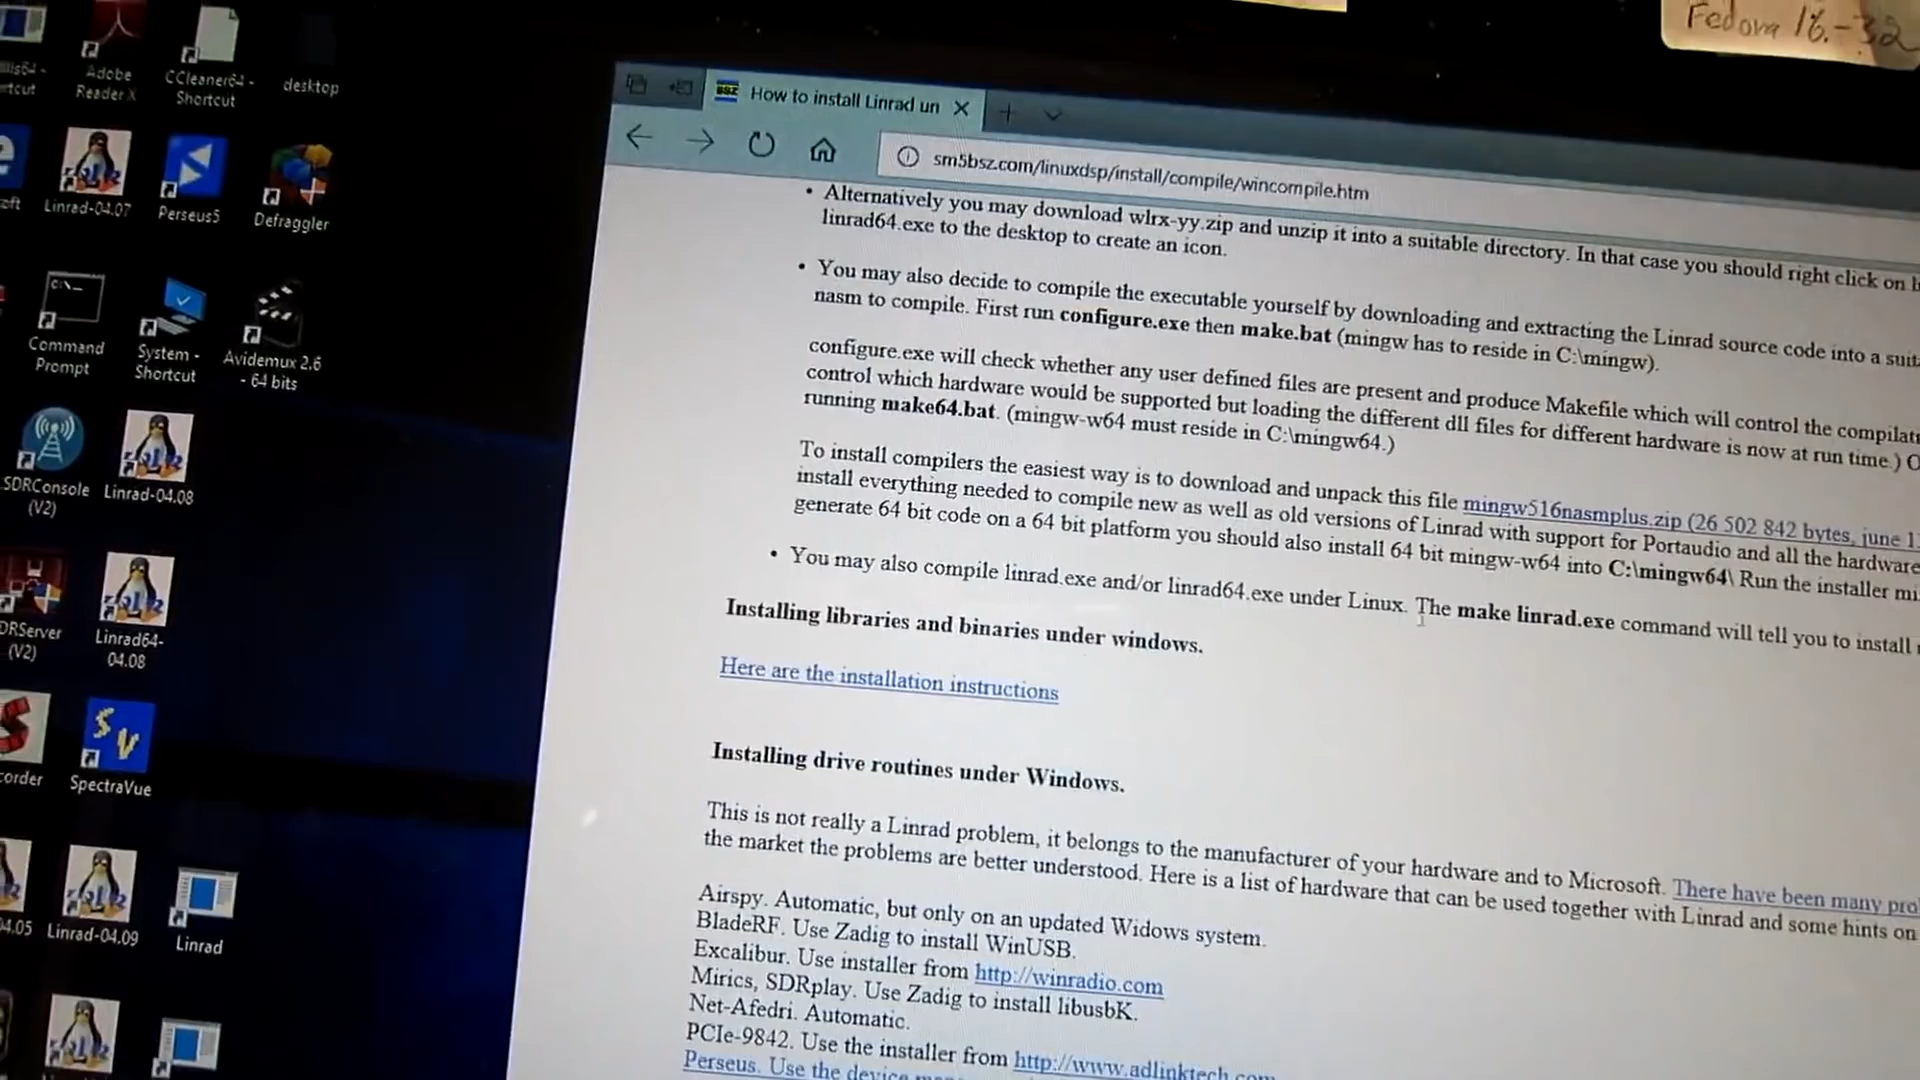 Fedora 16.-32
Adobe
Reader X
CCleaner64 -
Shortcut
desktop
Linrad-04.07
Perseus5
Defraggler
Command
Prompt
System -
Shortcut
Avidemux 2.6
- 64 bits
SDRConsole
(V2)
Linrad-04.08
(V2)
Linrad64-
04.08
SpectraVue
04.05
Linrad-04.09
Linrad
How to install Linrad un
sm5bsz.com/linuxdsp/install/compile/wincompile.htm
• Alternatively you may download wlrx-yy.zip and unzip it into a suitable directory. In that case you should right click on
linrad64.exe to the desktop to create an icon.
• You may also decide to compile the executable yourself by downloading and extracting the Linrad source code into a
nasm to compile. First run configure.exe then make.bat (mingw has to reside in C:\mingw).
configure.exe will check whether any user defined files are present and produce Makefile which will control the
control which hardware would be supported but loading the different dll files for different hardware is now at run time.)
running make64.bat. (mingw-w64 must reside in C:\mingw64.)
To install compilers the easiest way is to download and unpack this file mingw516nasmplus.zip (26 502 842 bytes, june
install everything needed to compile new as well as old versions of Linrad with support for Portaudio and all the hardware
generate 64 bit code on a 64 bit platform you should also install 64 bit mingw-w64 into C:\mingw64\ Run the installer
• You may also compile linrad.exe and/or linrad64.exe under Linux. The make linrad.exe command will tell you to install
Installing libraries and binaries under windows.
Here are the installation instructions
Installing drive routines under Windows.
This is not really a Linrad problem, it belongs to the manufacturer of your hardware and to Microsoft. There have been many
the market the problems are better understood. Here is a list of hardware that can be used together with Linrad and some hints on
Airspy. Automatic, but only on an updated Widows system.
BladeRF. Use Zadig to install WinUSB.
Excalibur. Use installer from http://winradio.com
Mirics, SDRplay. Use Zadig to install libusbK.
Net-Afedri. Automatic.
PCIe-9842. Use the installer from http://www.adlinktech.com
Perseus. Use the device